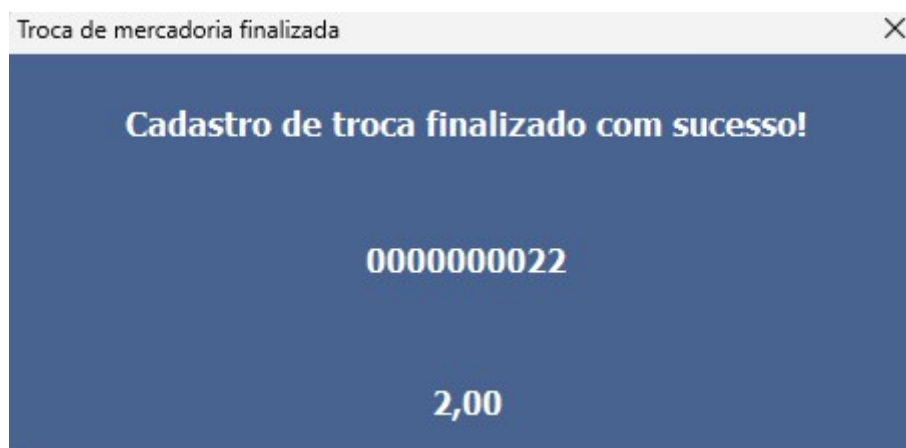 Troca de mercadoria finalizada
Cadastro de troca finalizado com sucesso!
0000000022
2,00